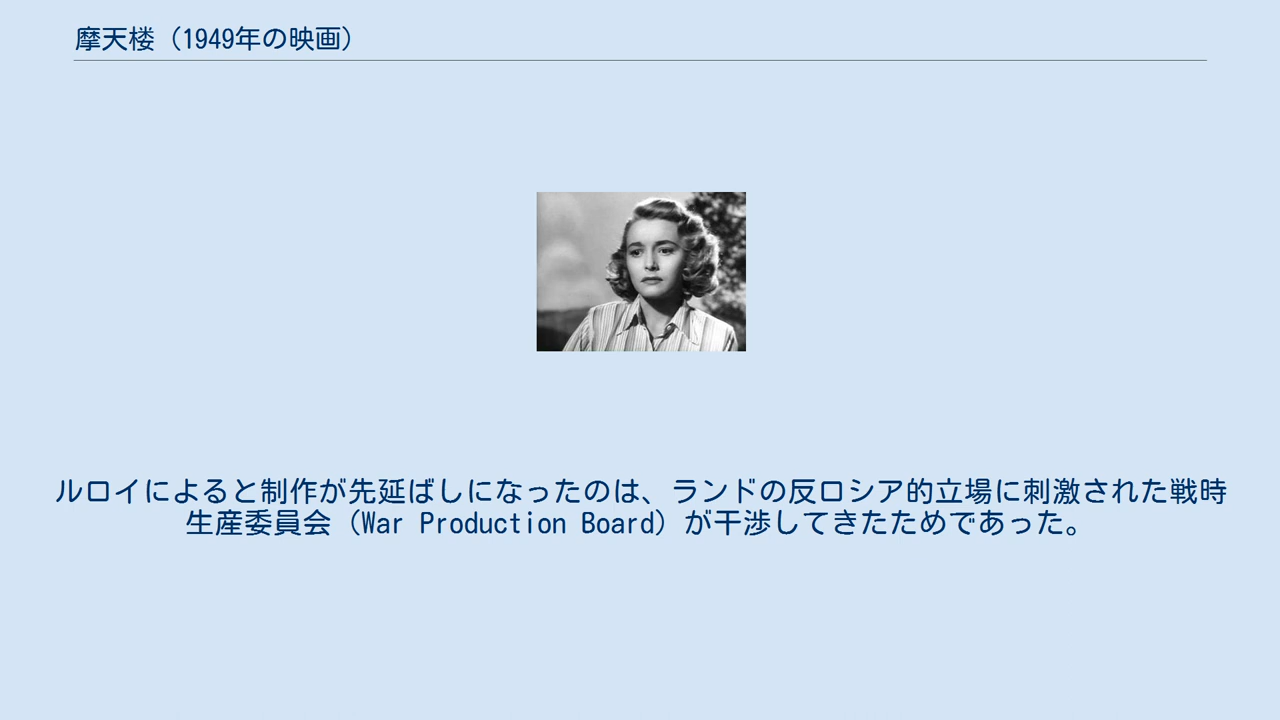 摩天楼（1949年の映画）
ルロイによると制作が先延ばしになったのは、ランドの反ロシア的立場に刺激された戦時
生産委員会（War Production Board）が干渉してきたためであった。